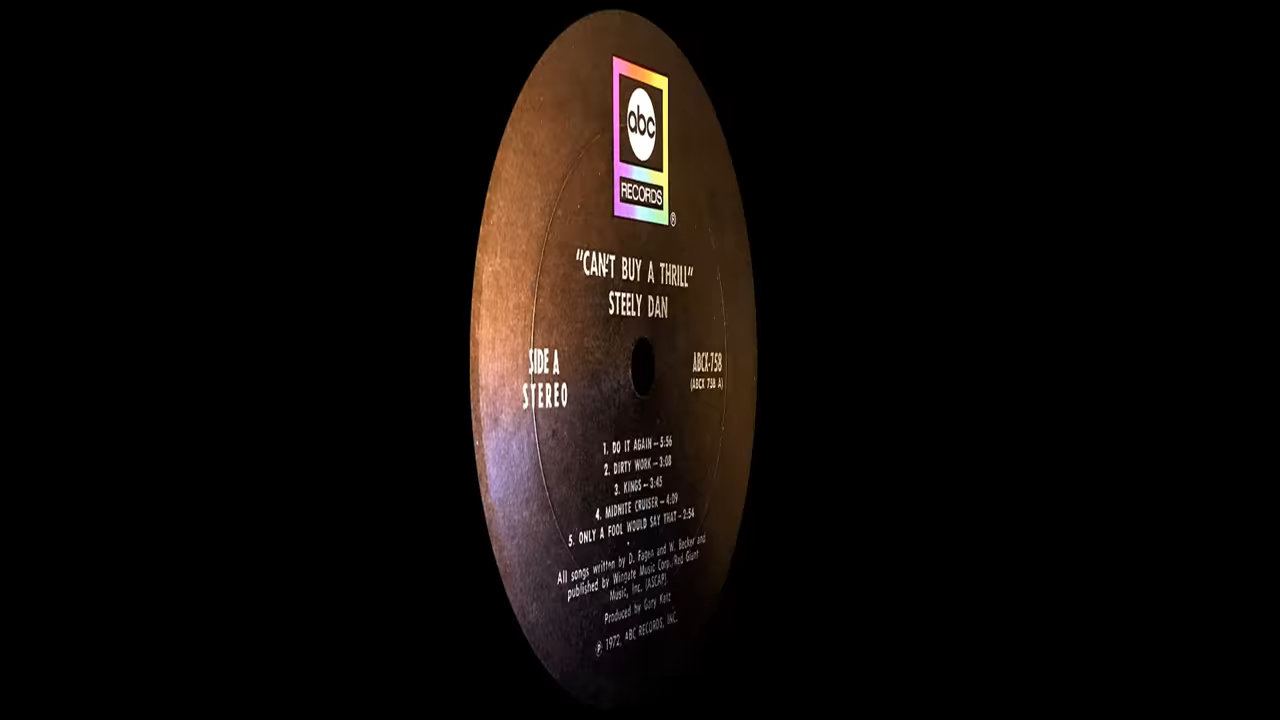 abc
RECORDS
®
"CAN'T BUY A THRILL"
STEELY DAN
SIDE A
STEREO
ABCX-758
(ABCX 758 A)
1. DO IT AGAIN — 5:56
2. DIRTY WORK — 3:08
3. KINGS — 3:45
4. MIDNITE CRUISER — 4:09
5. ONLY A FOOL WOULD SAY THAT — 2:54
All songs written by D. Fagen and W. Becker and
published by Wingate Music Corp./Red Giant
Music, Inc. (ASCAP)
Produced by Gary Katz
℗ 1972, ABC RECORDS, INC.